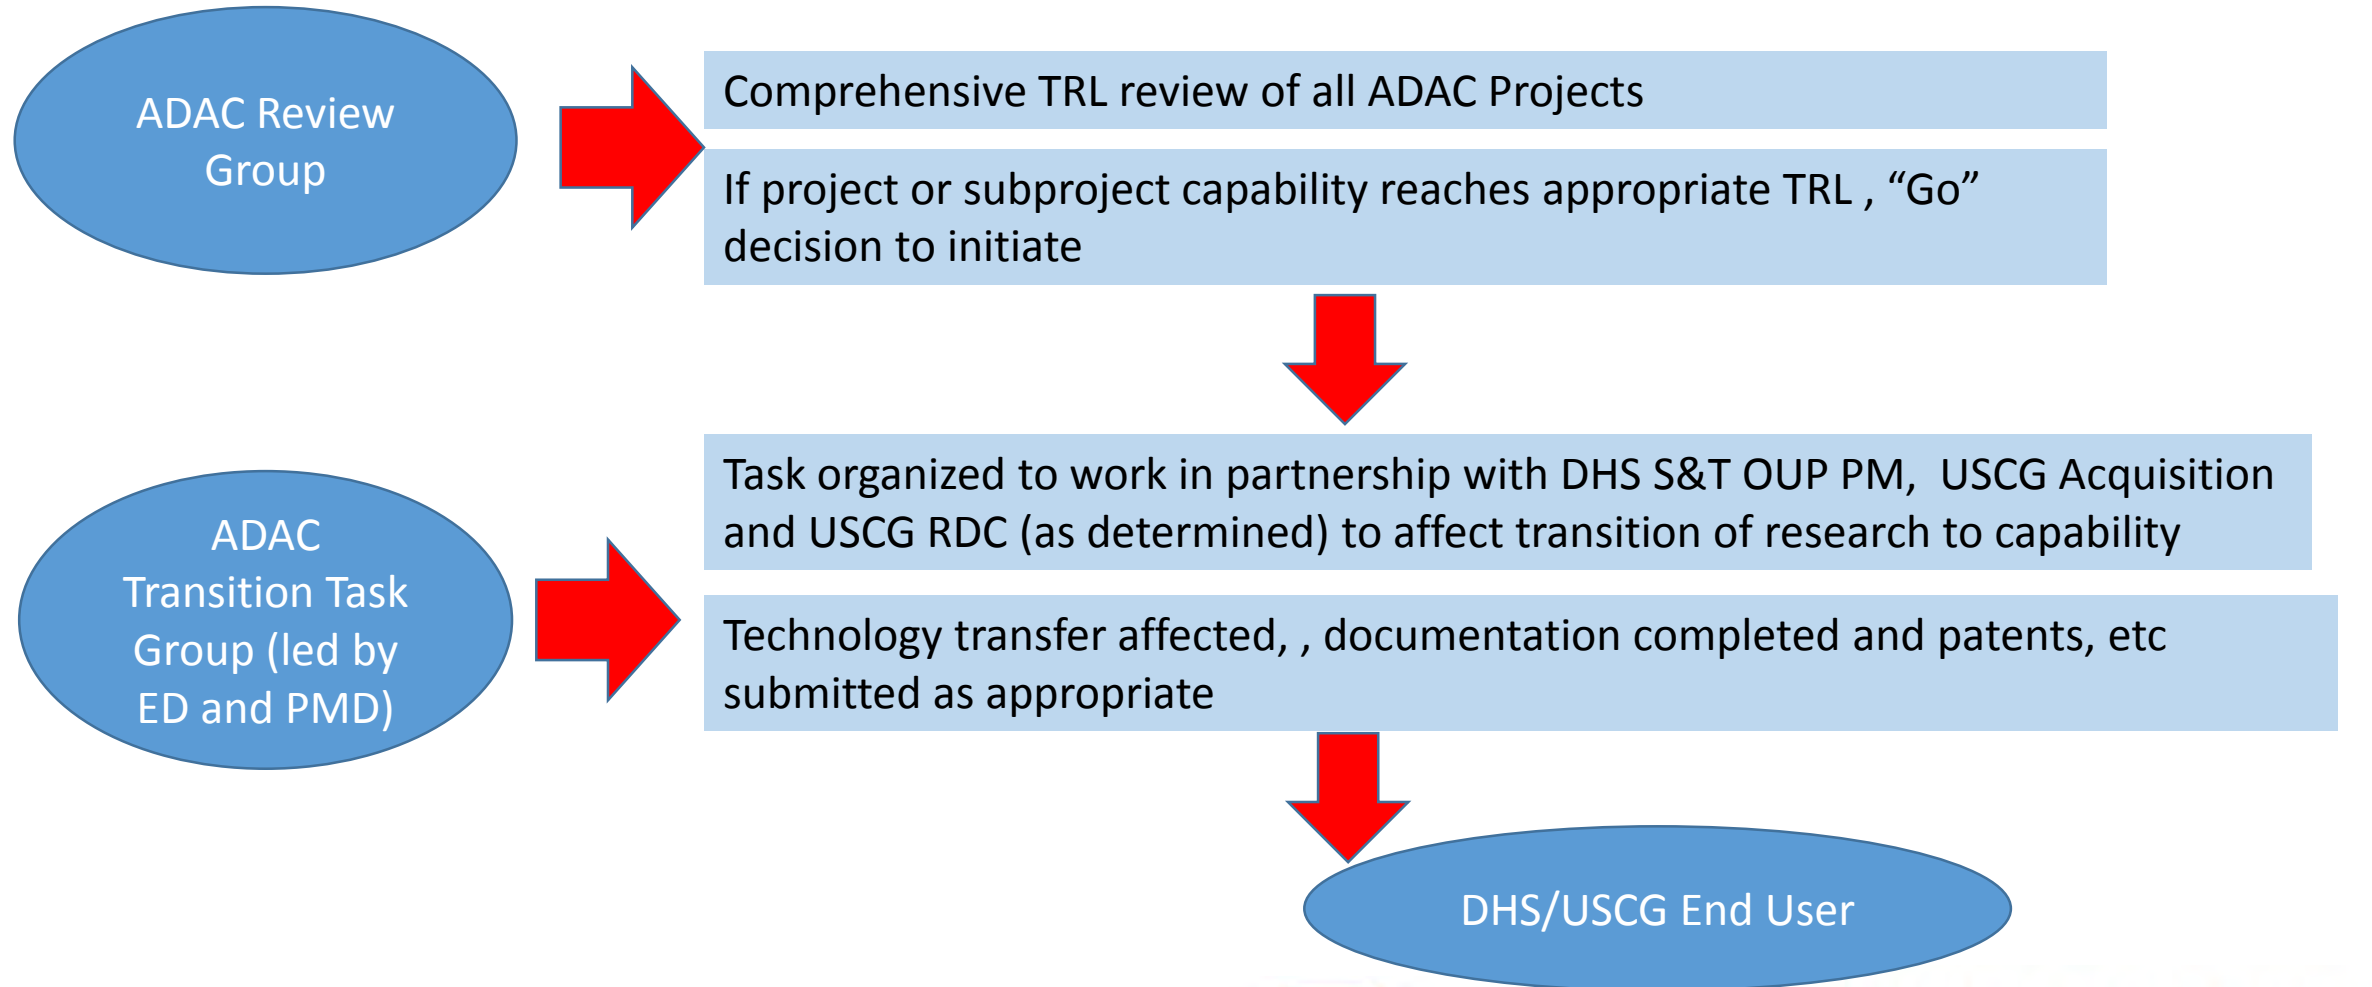 ADAC Review
Group
Comprehensive TRL review of all ADAC Projects
If project or subproject capability reaches appropriate TRL , “Go”
decision to initiate
ADAC
Transition Task
Group (led by
ED and PMD)
Task organized to work in partnership with DHS S&T OUP PM,  USCG Acquisition
and USCG RDC (as determined) to affect transition of research to capability
Technology transfer affected, , documentation completed and patents, etc
submitted as appropriate
DHS/USCG End User